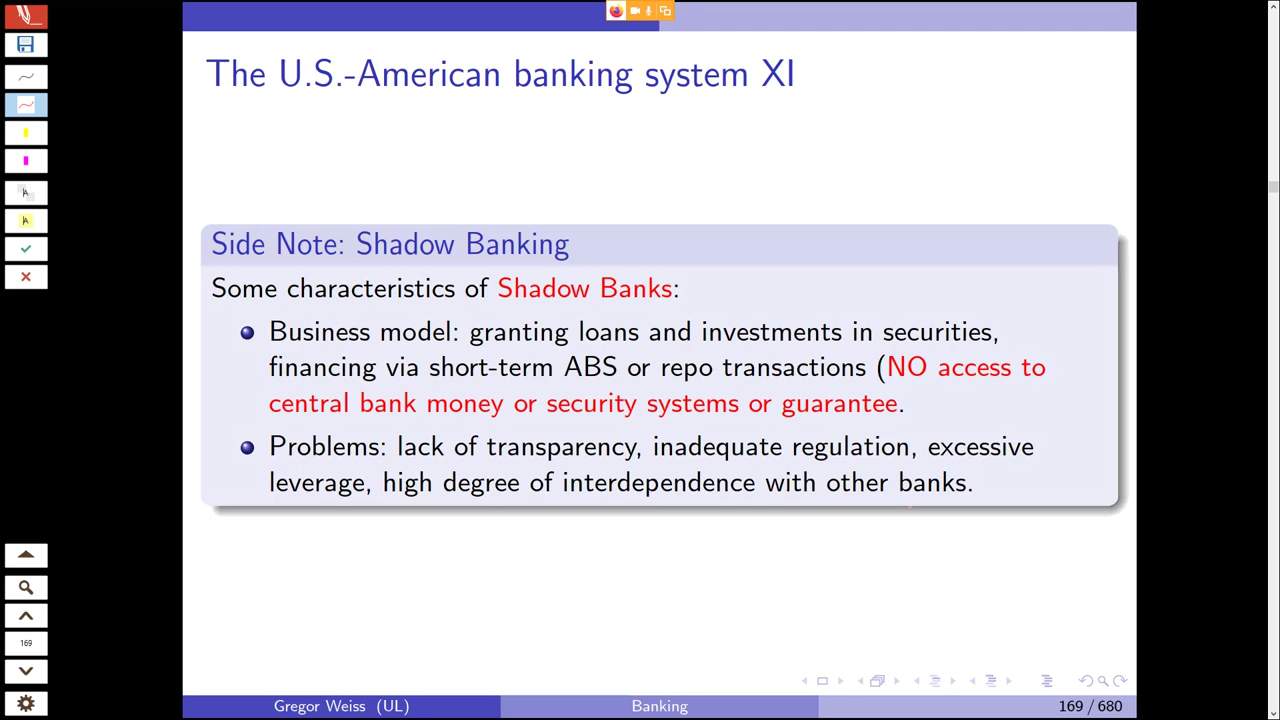 The U.S.-American banking system XI
Side Note: Shadow Banking
Some characteristics of Shadow Banks:
Business model: granting loans and investments in securities,
financing via short-term ABS or repo transactions (NO access to
central bank money or security systems or guarantee.
Problems: lack of transparency, inadequate regulation, excessive
leverage, high degree of interdependence with other banks.
A
A
169
Gregor Weiss (UL) Banking 169 / 680